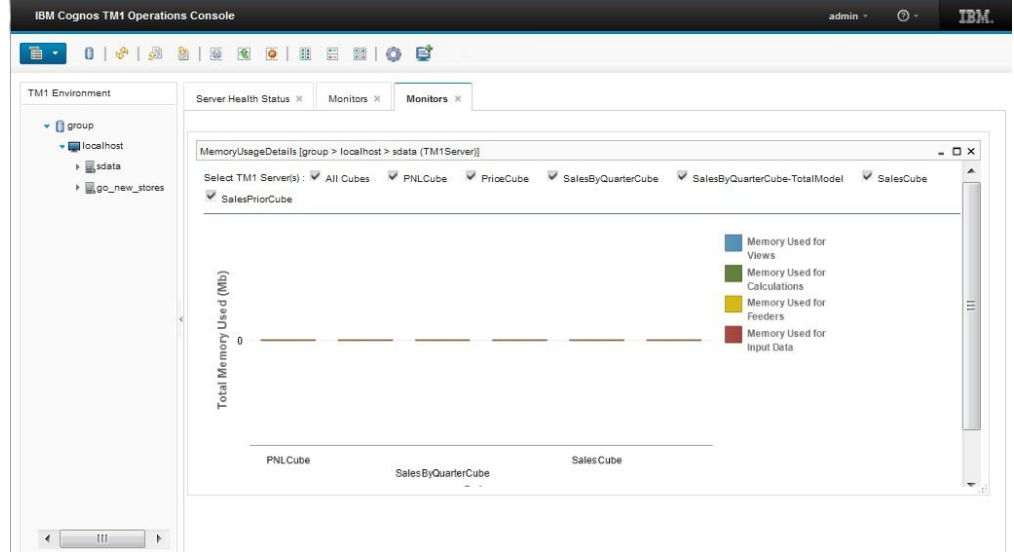 IBM Cognos TM1 Operations Console
admin
IBM.
TM1 Environment
group
localhost
sdata
go_new_stores
Server Health Status
Monitors
Monitors
MemoryUsageDetails [group > localhost > sdata (TM1Server)]
Select TM1 Server(s) : All Cubes PNLCube PriceCube SalesByQuarterCube SalesByQuarterCube-TotalModel SalesCube
SalesPriorCube
Total Memory Used (Mb)
0
Memory Used for
Views
Memory Used for
Calculations
Memory Used for
Feeders
Memory Used for
Input Data
PNLCube
SalesByQuarterCube
SalesCube